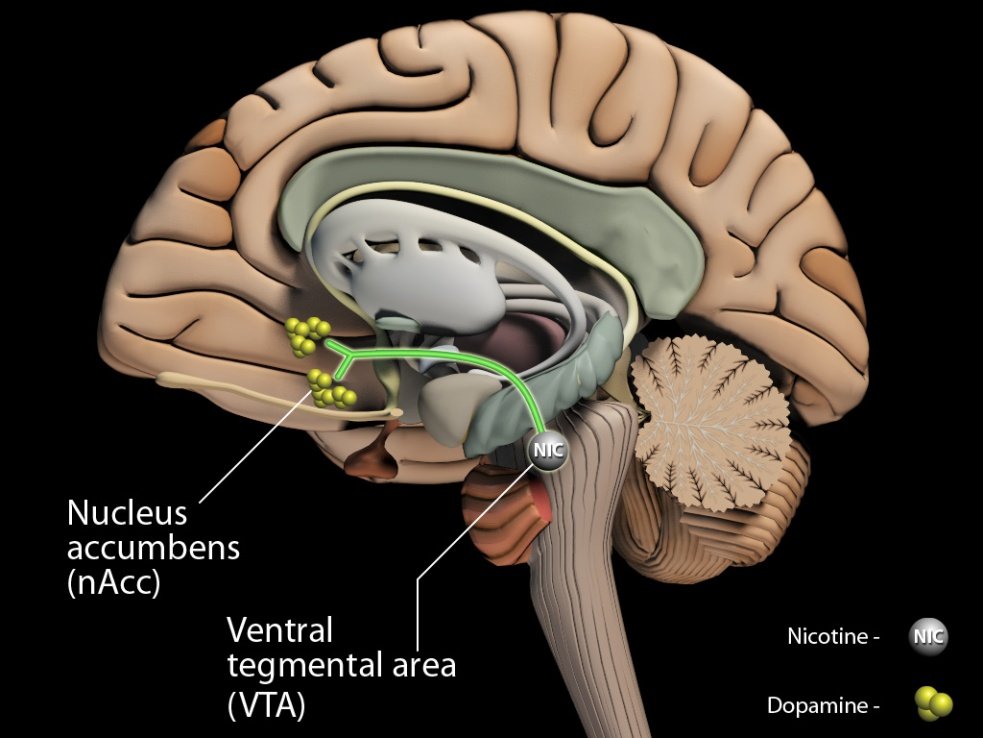 NIC
Nucleus
accumbens
(nAcc)
Ventral
tegmental area
(VTA)
Nicotine - NIC
Dopamine -